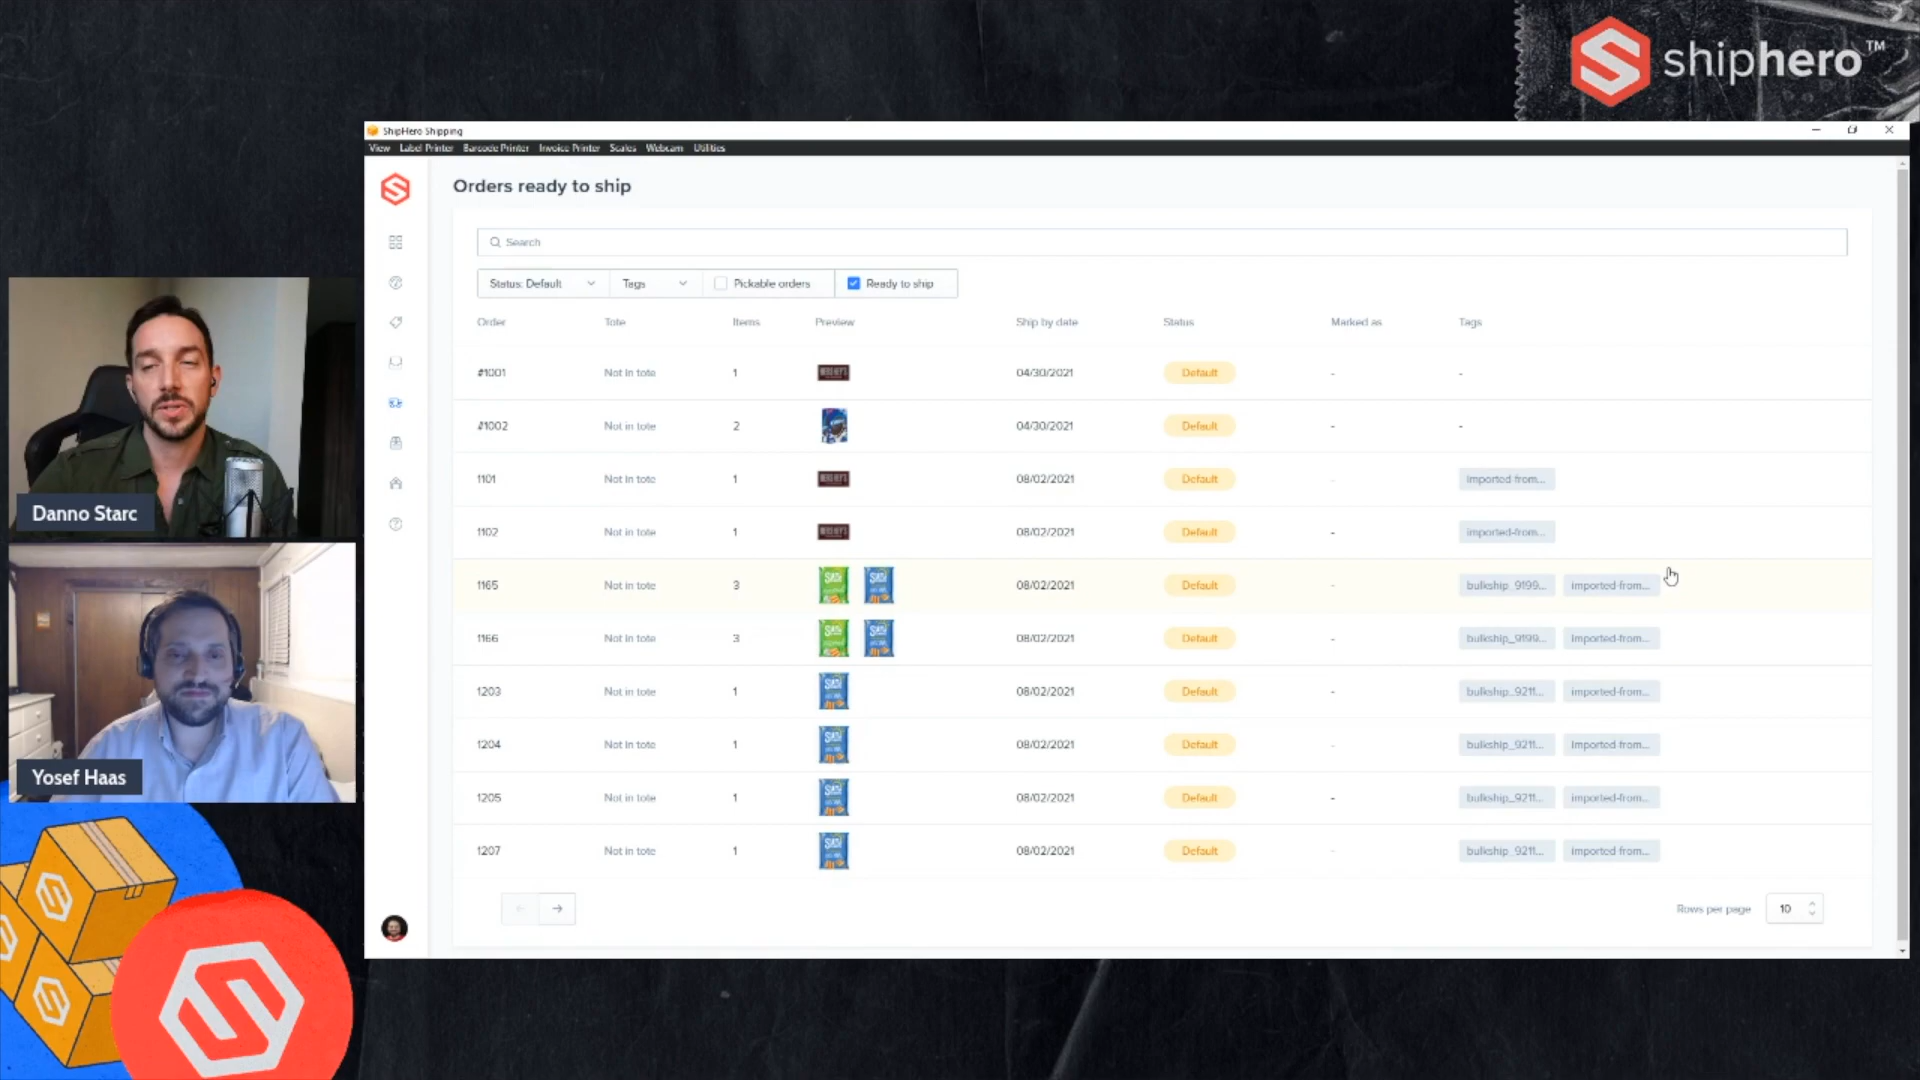 shiphero™
ShipHero Shipping
View Label Printer Barcode Printer Invoice Printer Scales Webcam Utilities
Orders ready to ship
Search
Status: Default Tags Pickable orders Ready to ship
Order Tote Items Preview Ship by date Status Marked as Tags
#1001 Not in tote 1 HERSHEY'S 04/30/2021 Default - -
#1002 Not in tote 2 04/30/2021 Default - -
1101 Not in tote 1 HERSHEY'S 08/02/2021 Default - imported-from...
1102 Not in tote 1 HERSHEY'S 08/02/2021 Default - imported-from...
1165 Not in tote 3 08/02/2021 Default - bulkship_9199... imported-from...
1166 Not in tote 3 08/02/2021 Default - bulkship_9199... imported-from...
1203 Not in tote 1 08/02/2021 Default - bulkship_9211... imported-from...
1204 Not in tote 1 08/02/2021 Default - bulkship_9211... imported-from...
1205 Not in tote 1 08/02/2021 Default - bulkship_9211... imported-from...
1207 Not in tote 1 08/02/2021 Default - bulkship_9211... imported-from...
Rows per page 10
Danno Starc
Yosef Haas